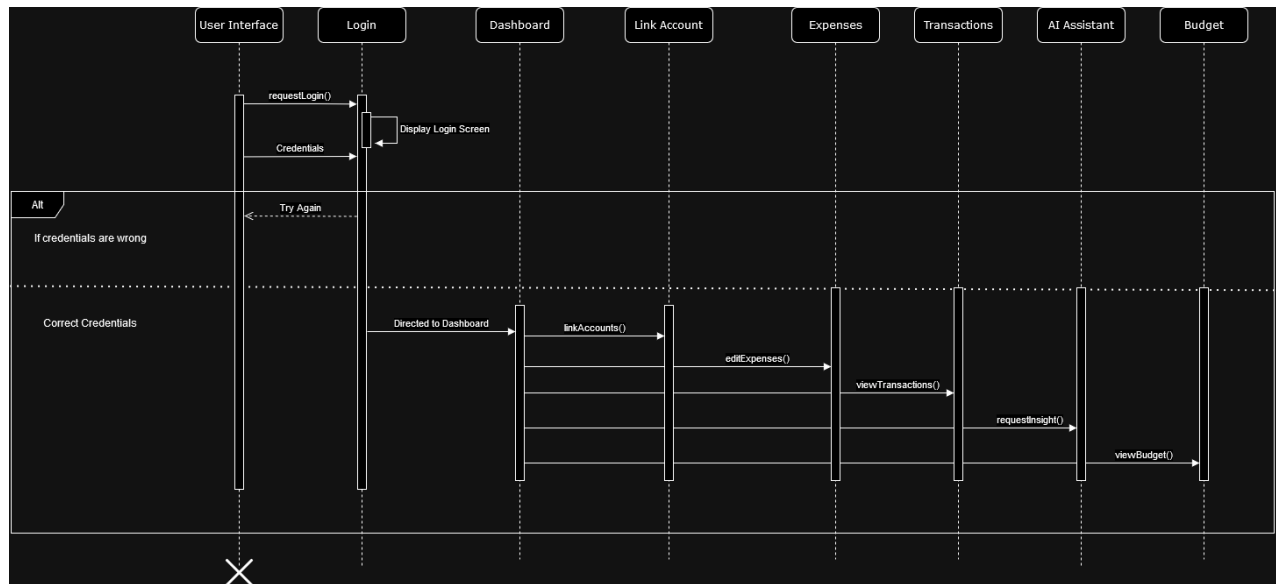 User Interface
Login
Dashboard
Link Account
Expenses
Transactions
AI Assistant
Budget
requestLogin()
Display Login Screen
Credentials
Alt
Try Again
If credentials are wrong
Correct Credentials
Directed to Dashboard
linkAccounts()
editExpenses()
viewTransactions()
requestInsight()
viewBudget()